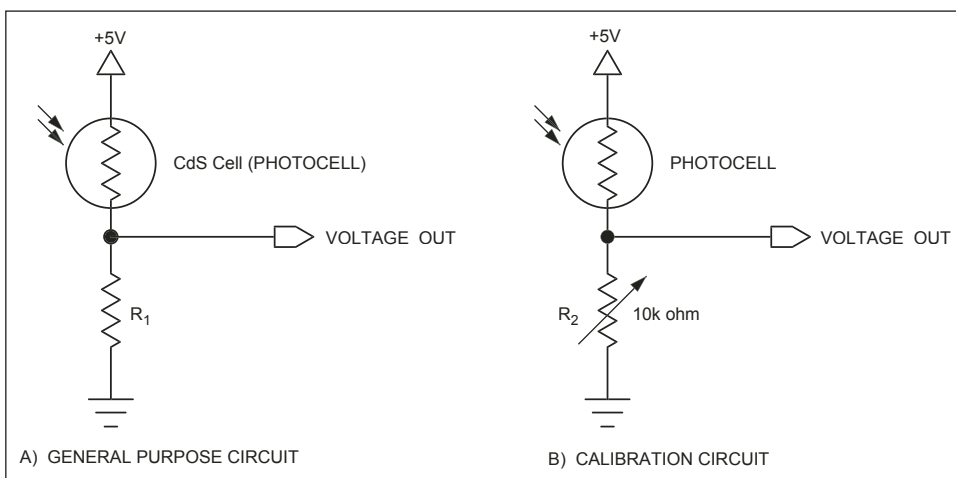 +5V
CdS Cell (PHOTOCELL)
VOLTAGE OUT
R1
A) GENERAL PURPOSE CIRCUIT
+5V
PHOTOCELL
VOLTAGE OUT
R2 10k ohm
B) CALIBRATION CIRCUIT